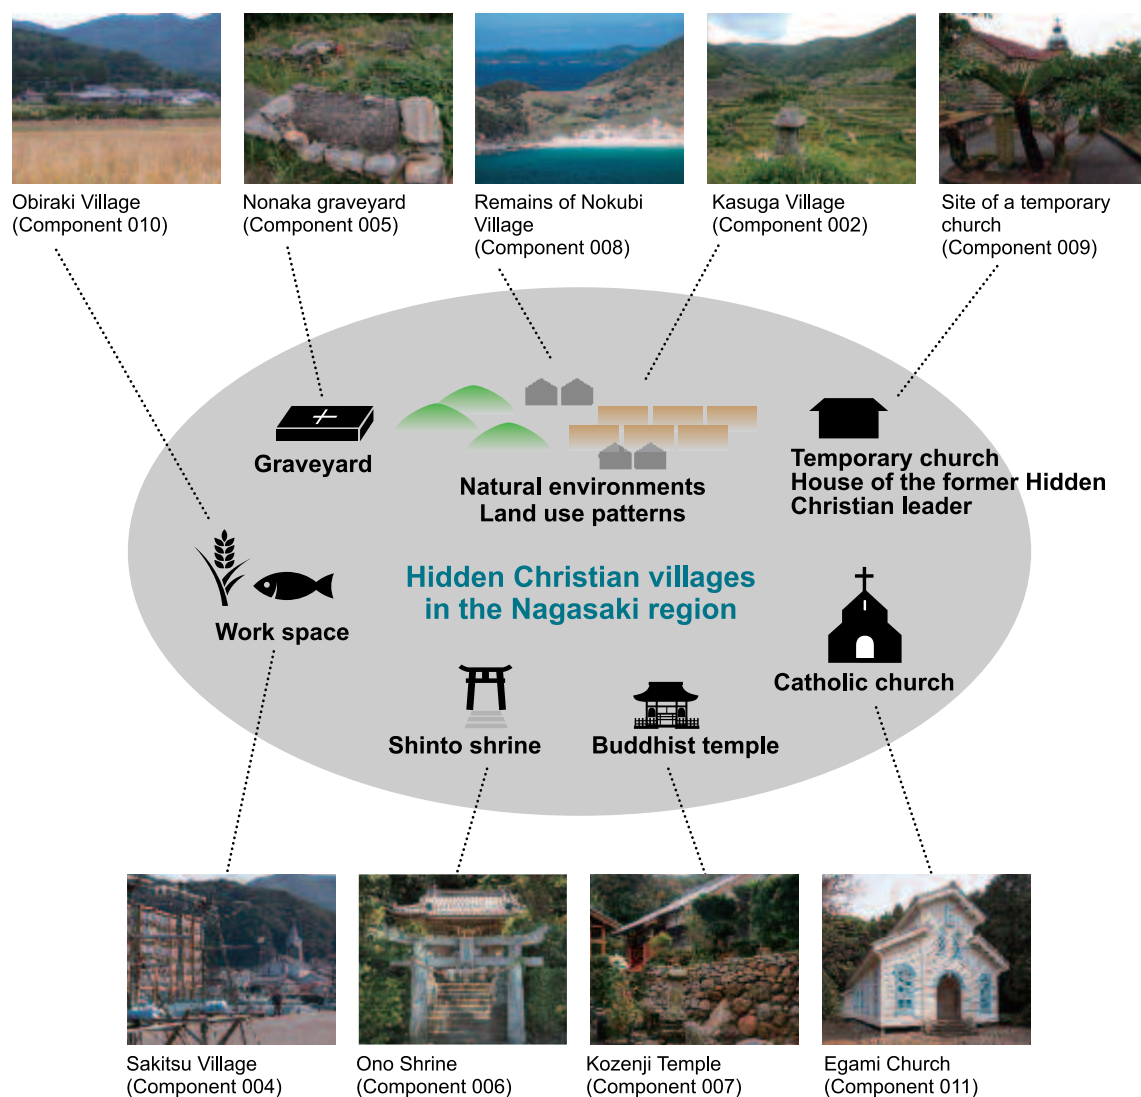 Obiraki Village
(Component 010)
Nonaka graveyard
(Component 005)
Remains of Nokubi
Village
(Component 008)
Kasuga Village
(Component 002)
Site of a temporary
church
(Component 009)
Graveyard
Natural environments
Land use patterns
Temporary church
House of the former Hidden
Christian leader
Hidden Christian villages
in the Nagasaki region
Work space
Shinto shrine
Buddhist temple
Catholic church
Sakitsu Village
(Component 004)
Ono Shrine
(Component 006)
Kozenji Temple
(Component 007)
Egami Church
(Component 011)